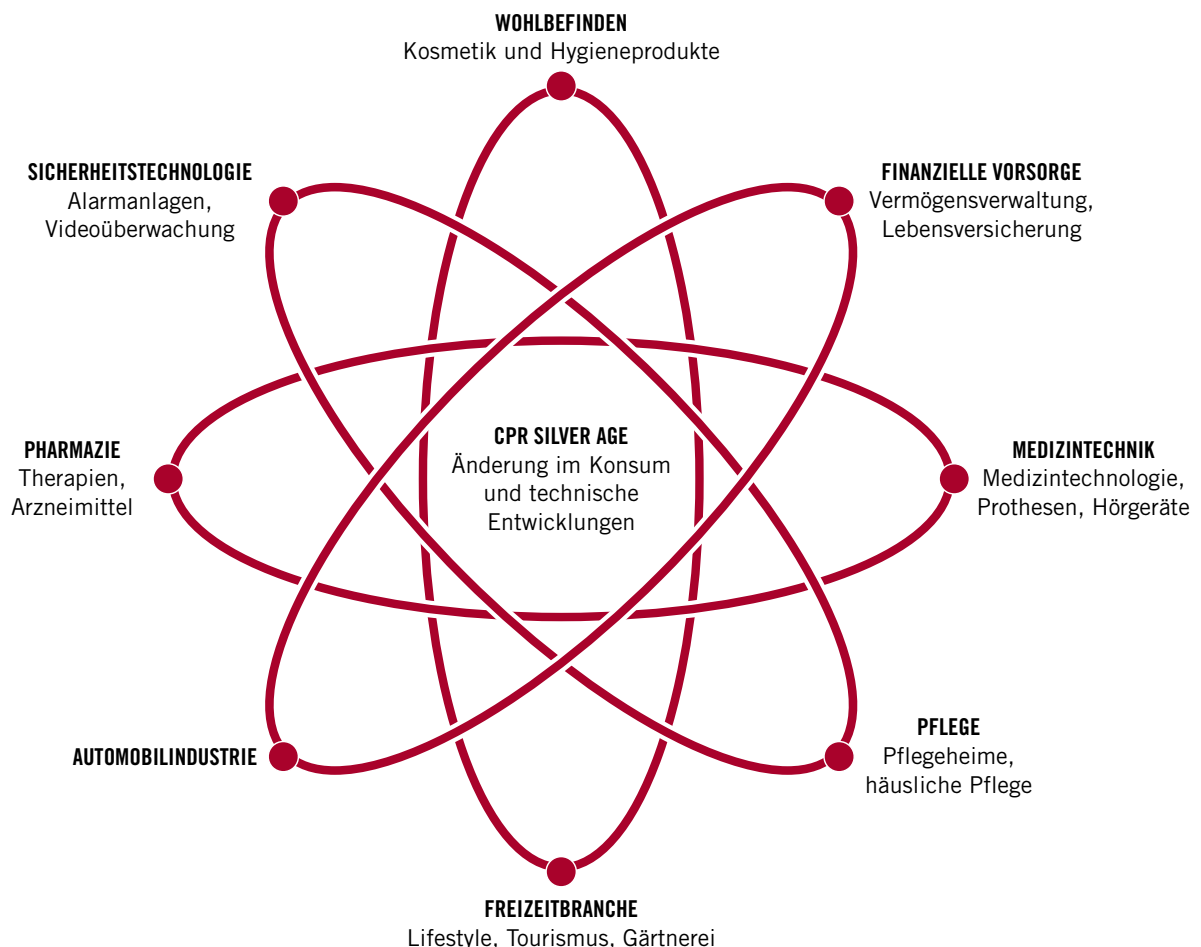 WOHLBEFINDEN
Kosmetik und Hygieneprodukte
SICHERHEITSTECHNOLOGIE
Alarmanlagen,
Videoüberwachung
FINANZIELLE VORSORGE
Vermögensverwaltung,
Lebensversicherung
PHARMAZIE
Therapien,
Arzneimittel
CPR SILVER AGE
Änderung im Konsum
und technische
Entwicklungen
MEDIZINTECHNIK
Medizintechnologie,
Prothesen, Hörgeräte
AUTOMOBILINDUSTRIE
PFLEGE
Pflegeheime,
häusliche Pflege
FREIZEITBRANCHE
Lifestyle, Tourismus, Gärtnerei